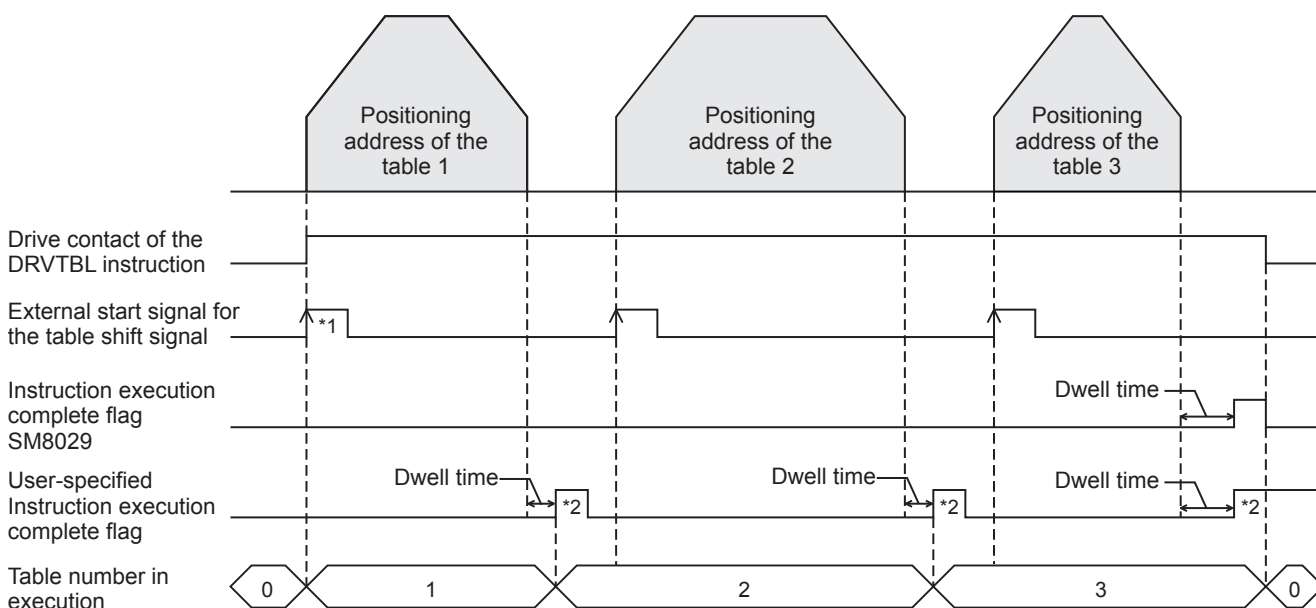 Positioning
address of the
table 1
Positioning
address of the
table 2
Positioning
address of the
table 3
Drive contact of the
DRVTBL instruction
External start signal for
the table shift signal
*1
Instruction execution
complete flag
SM8029
Dwell time
User-specified
Instruction execution
complete flag
Dwell time
*2
Dwell time
*2
Dwell time
*2
Table number in
execution
0
1
2
3
0